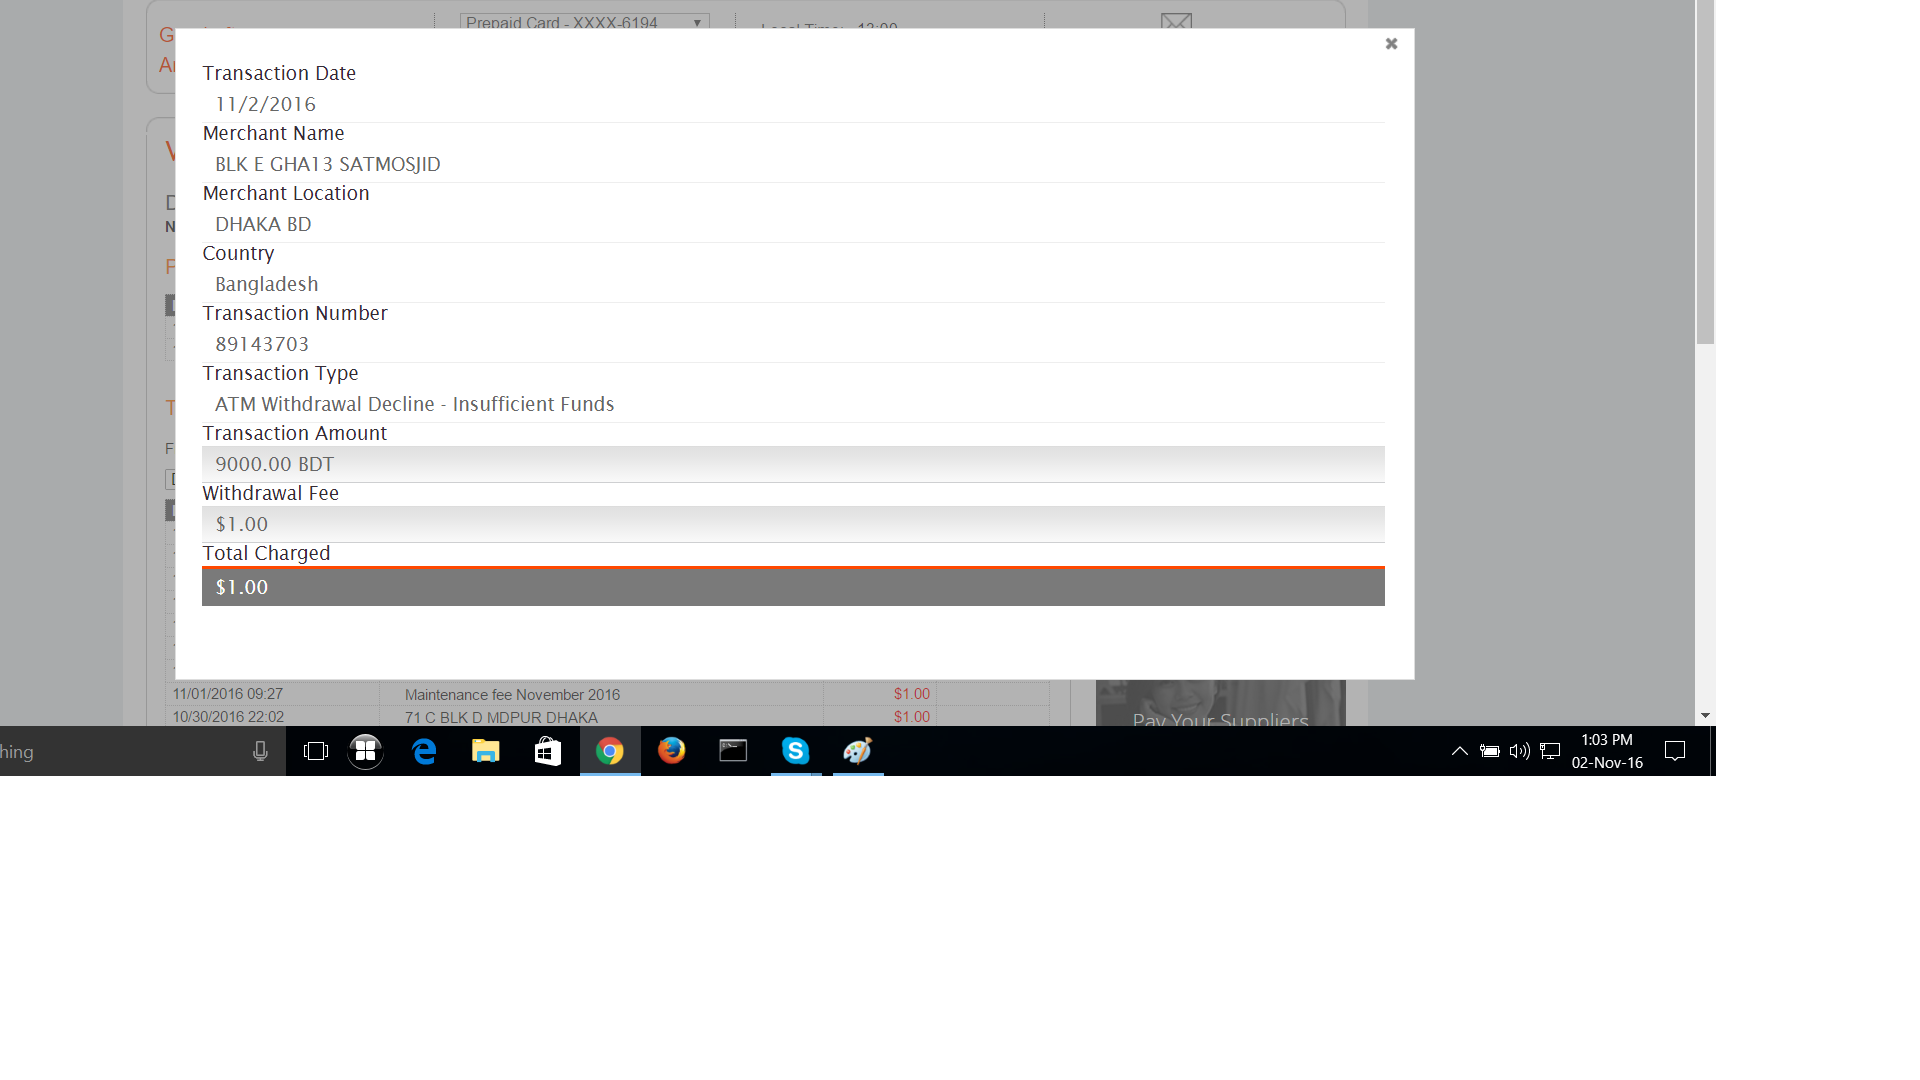 Prepaid Card - XXXX-6194
Transaction Date
11/2/2016
Merchant Name
BLK E GHA13 SATMOSJID
Merchant Location
DHAKA BD
Country
Bangladesh
Transaction Number
89143703
Transaction Type
ATM Withdrawal Decline - Insufficient Funds
Transaction Amount
9000.00 BDT
Withdrawal Fee
$1.00
Total Charged
$1.00
11/01/2016 09:27 Maintenance fee November 2016 $1.00
10/30/2016 22:02 71 C BLK D MDPUR DHAKA $1.00
Pay Your Suppliers
hing
1:03 PM
02-Nov-16